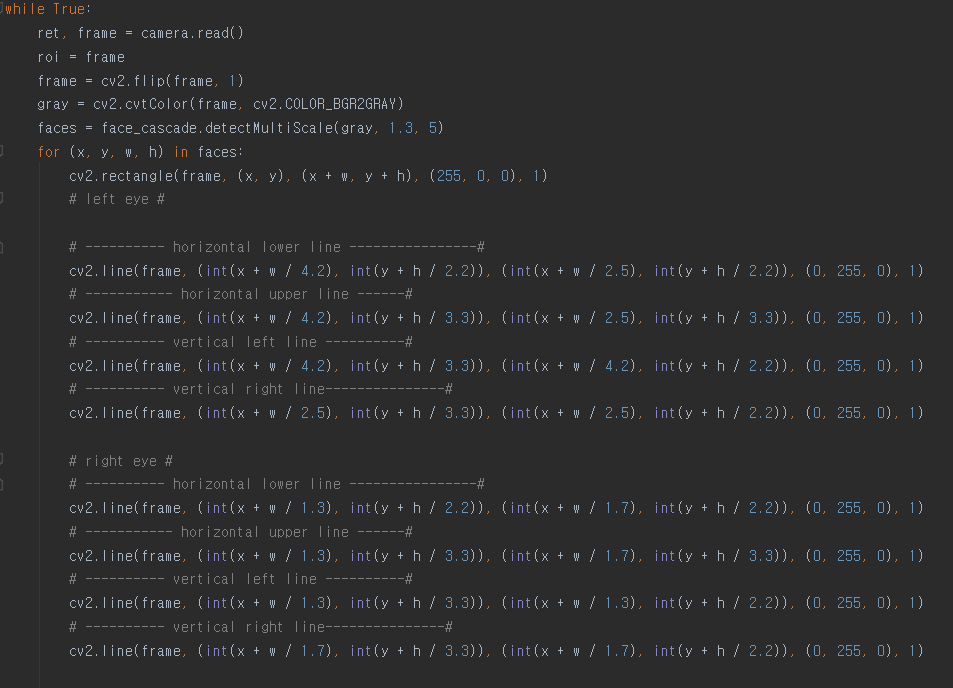 while True:
    ret, frame = camera.read()
    roi = frame
    frame = cv2.flip(frame, 1)
    gray = cv2.cvtColor(frame, cv2.COLOR_BGR2GRAY)
    faces = face_cascade.detectMultiScale(gray, 1.3, 5)
    for (x, y, w, h) in faces:
        cv2.rectangle(frame, (x, y), (x + w, y + h), (255, 0, 0), 1)
        # left eye #
        # ---------- horizontal lower line ----------------#
        cv2.line(frame, (int(x + w / 4.2), int(y + h / 2.2)), (int(x + w / 2.5), int(y + h / 2.2)), (0, 255, 0), 1)
        # ----------- horizontal upper line ------#
        cv2.line(frame, (int(x + w / 4.2), int(y + h / 3.3)), (int(x + w / 2.5), int(y + h / 3.3)), (0, 255, 0), 1)
        # ---------- vertical left line ----------#
        cv2.line(frame, (int(x + w / 4.2), int(y + h / 3.3)), (int(x + w / 4.2), int(y + h / 2.2)), (0, 255, 0), 1)
        # ---------- vertical right line---------------#
        cv2.line(frame, (int(x + w / 2.5), int(y + h / 3.3)), (int(x + w / 2.5), int(y + h / 2.2)), (0, 255, 0), 1)
        # right eye #
        # ---------- horizontal lower line ----------------#
        cv2.line(frame, (int(x + w / 1.3), int(y + h / 2.2)), (int(x + w / 1.7), int(y + h / 2.2)), (0, 255, 0), 1)
        # ----------- horizontal upper line ------#
        cv2.line(frame, (int(x + w / 1.3), int(y + h / 3.3)), (int(x + w / 1.7), int(y + h / 3.3)), (0, 255, 0), 1)
        # ---------- vertical left line ----------#
        cv2.line(frame, (int(x + w / 1.3), int(y + h / 3.3)), (int(x + w / 1.3), int(y + h / 2.2)), (0, 255, 0), 1)
        # ---------- vertical right line---------------#
        cv2.line(frame, (int(x + w / 1.7), int(y + h / 3.3)), (int(x + w / 1.7), int(y + h / 2.2)), (0, 255, 0), 1)